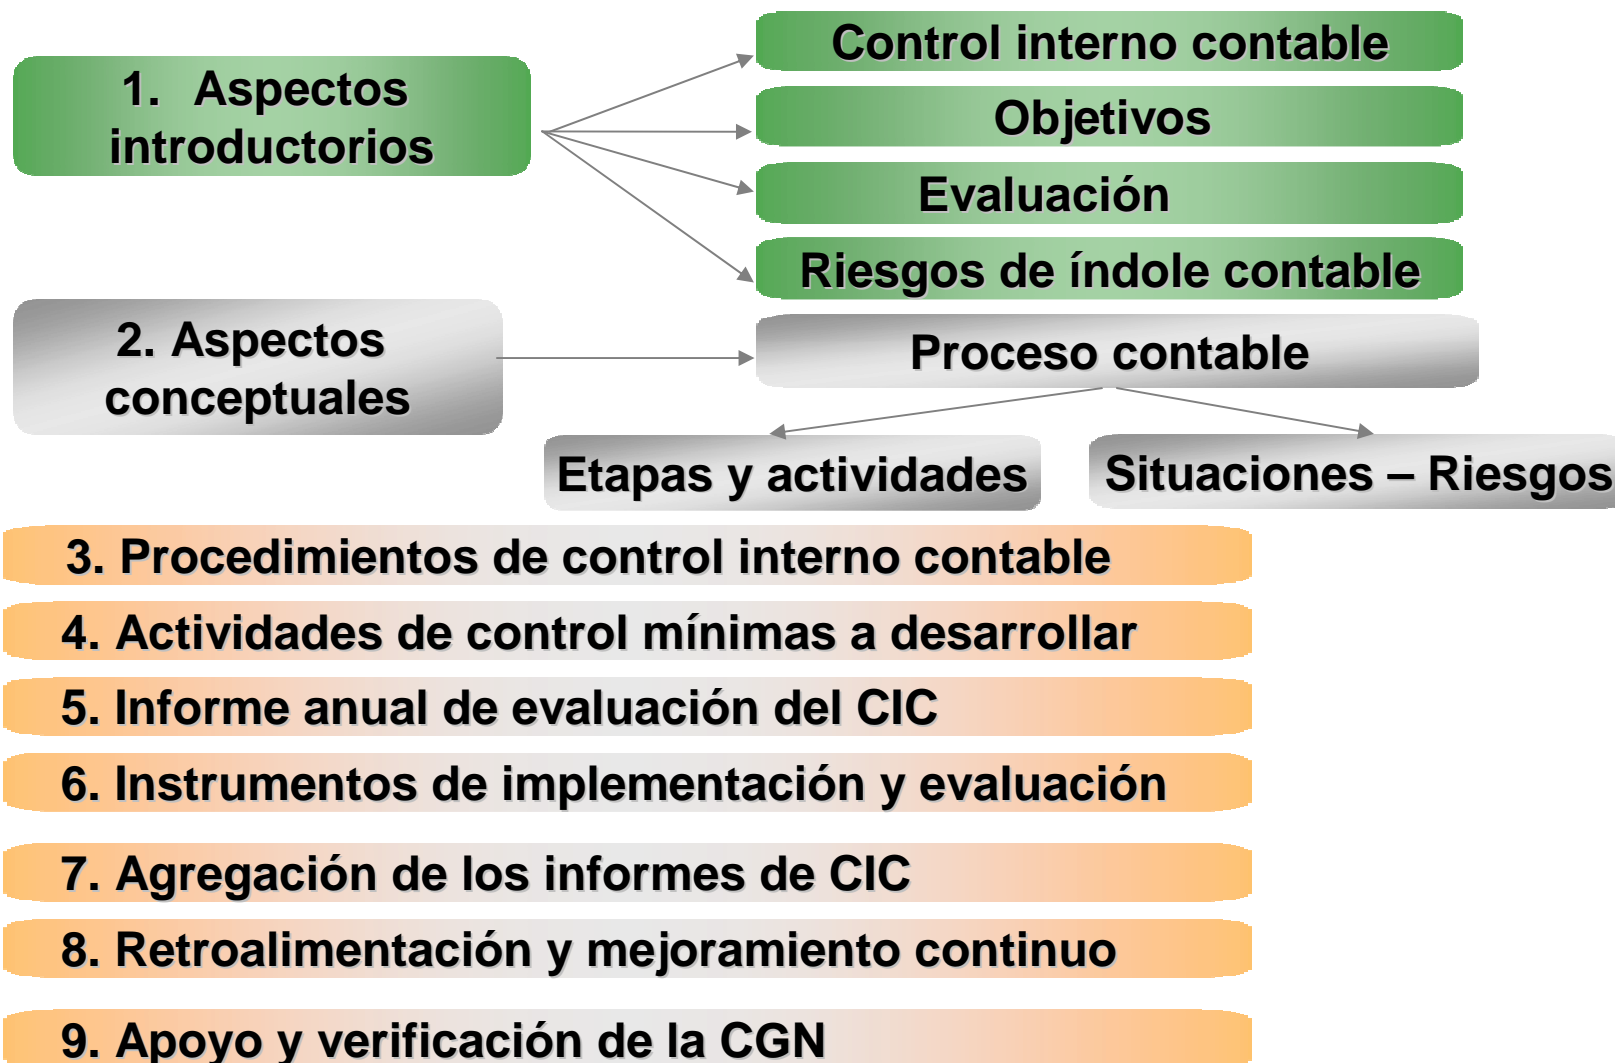 1. Aspectos
introductorios
Control interno contable
Objetivos
Evaluación
Riesgos de índole contable
2. Aspectos
conceptuales
Proceso contable
Etapas y actividades
Situaciones – Riesgos
3. Procedimientos de control interno contable
4. Actividades de control mínimas a desarrollar
5. Informe anual de evaluación del CIC
6. Instrumentos de implementación y evaluación
7. Agregación de los informes de CIC
8. Retroalimentación y mejoramiento continuo
9. Apoyo y verificación de la CGN